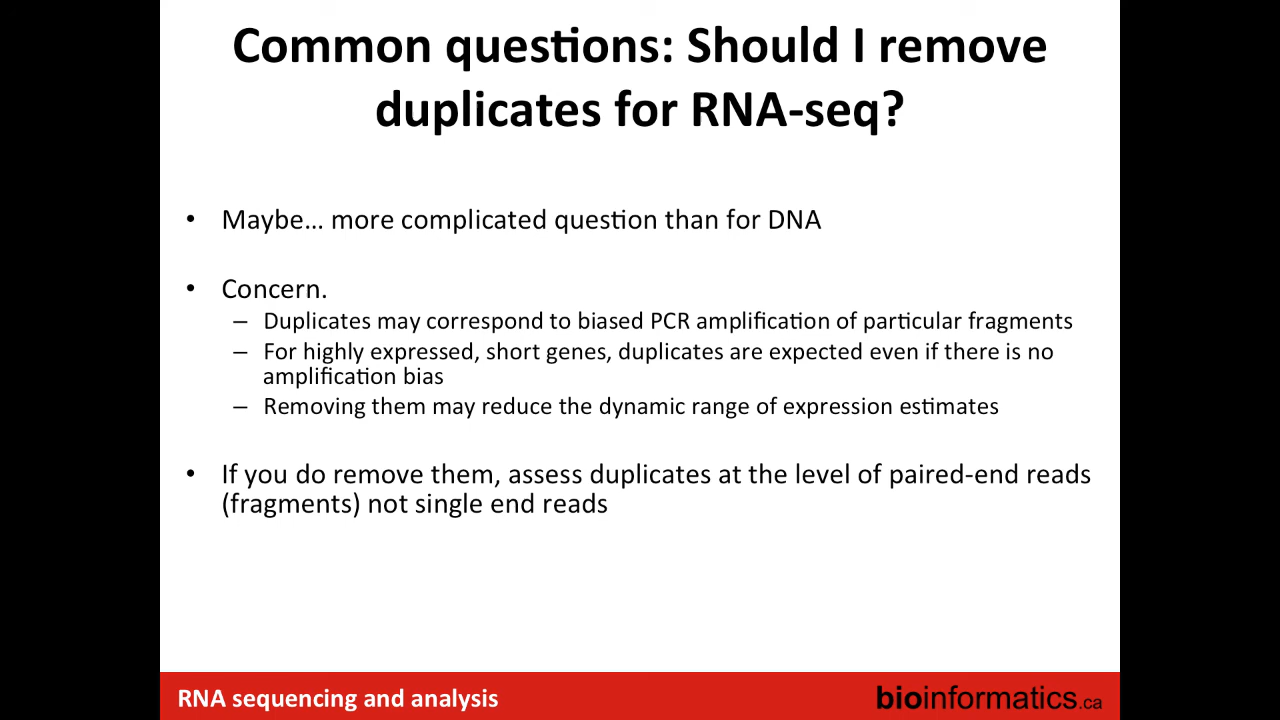 Common questions: Should I remove
duplicates for RNA-seq?
• Maybe… more complicated question than for DNA
• Concern.
– Duplicates may correspond to biased PCR amplification of particular fragments
– For highly expressed, short genes, duplicates are expected even if there is no
amplification bias
– Removing them may reduce the dynamic range of expression estimates
• If you do remove them, assess duplicates at the level of paired-end reads
(fragments) not single end reads
RNA sequencing and analysis
bioinformatics.ca